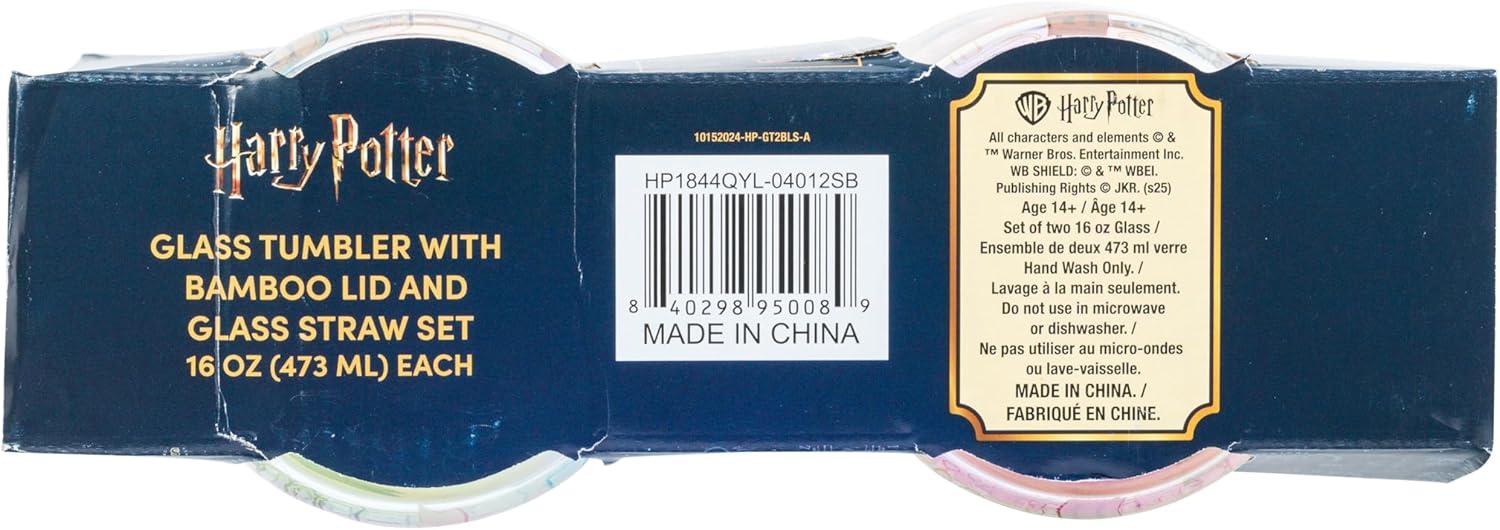 Harry Potter
GLASS TUMBLER WITH
BAMBOO LID AND
GLASS STRAW SET
16 OZ (473 ML) EACH
10152024-HP-GT2BLS-A
HP1844QYL-04012SB
8 40298 95008 9
MADE IN CHINA
WB Harry Potter
All characters and elements © &
™ Warner Bros. Entertainment Inc.
WB SHIELD: © & ™ WBEI.
Publishing Rights © JKR. (s25)
Age 14+ / Âge 14+
Set of two 16 oz Glass /
Ensemble de deux 473 ml verre
Hand Wash Only. /
Lavage à la main seulement.
Do not use in microwave
or dishwasher. /
Ne pas utiliser au micro-ondes
ou lave-vaisselle.
MADE IN CHINA. /
FABRIQUÉ EN CHINE.